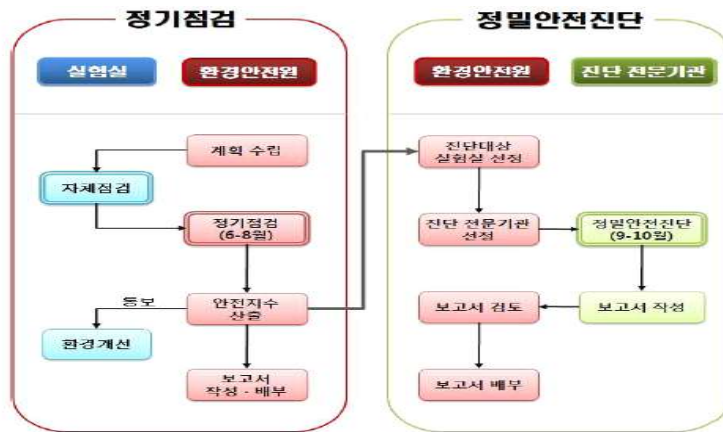 정기점검
정밀안전진단
실험실
환경안전원
환경안전원
진단 전문기관
계획 수립
자체점검
정기점검
(6-8월)
통보
안전지수
산출
환경개선
보고서
작성 - 배부
진단대상
실험실 선정
진단 전문기관
선정
정밀안전진단
(9-10월)
보고서 작성
보고서 검토
보고서 배부